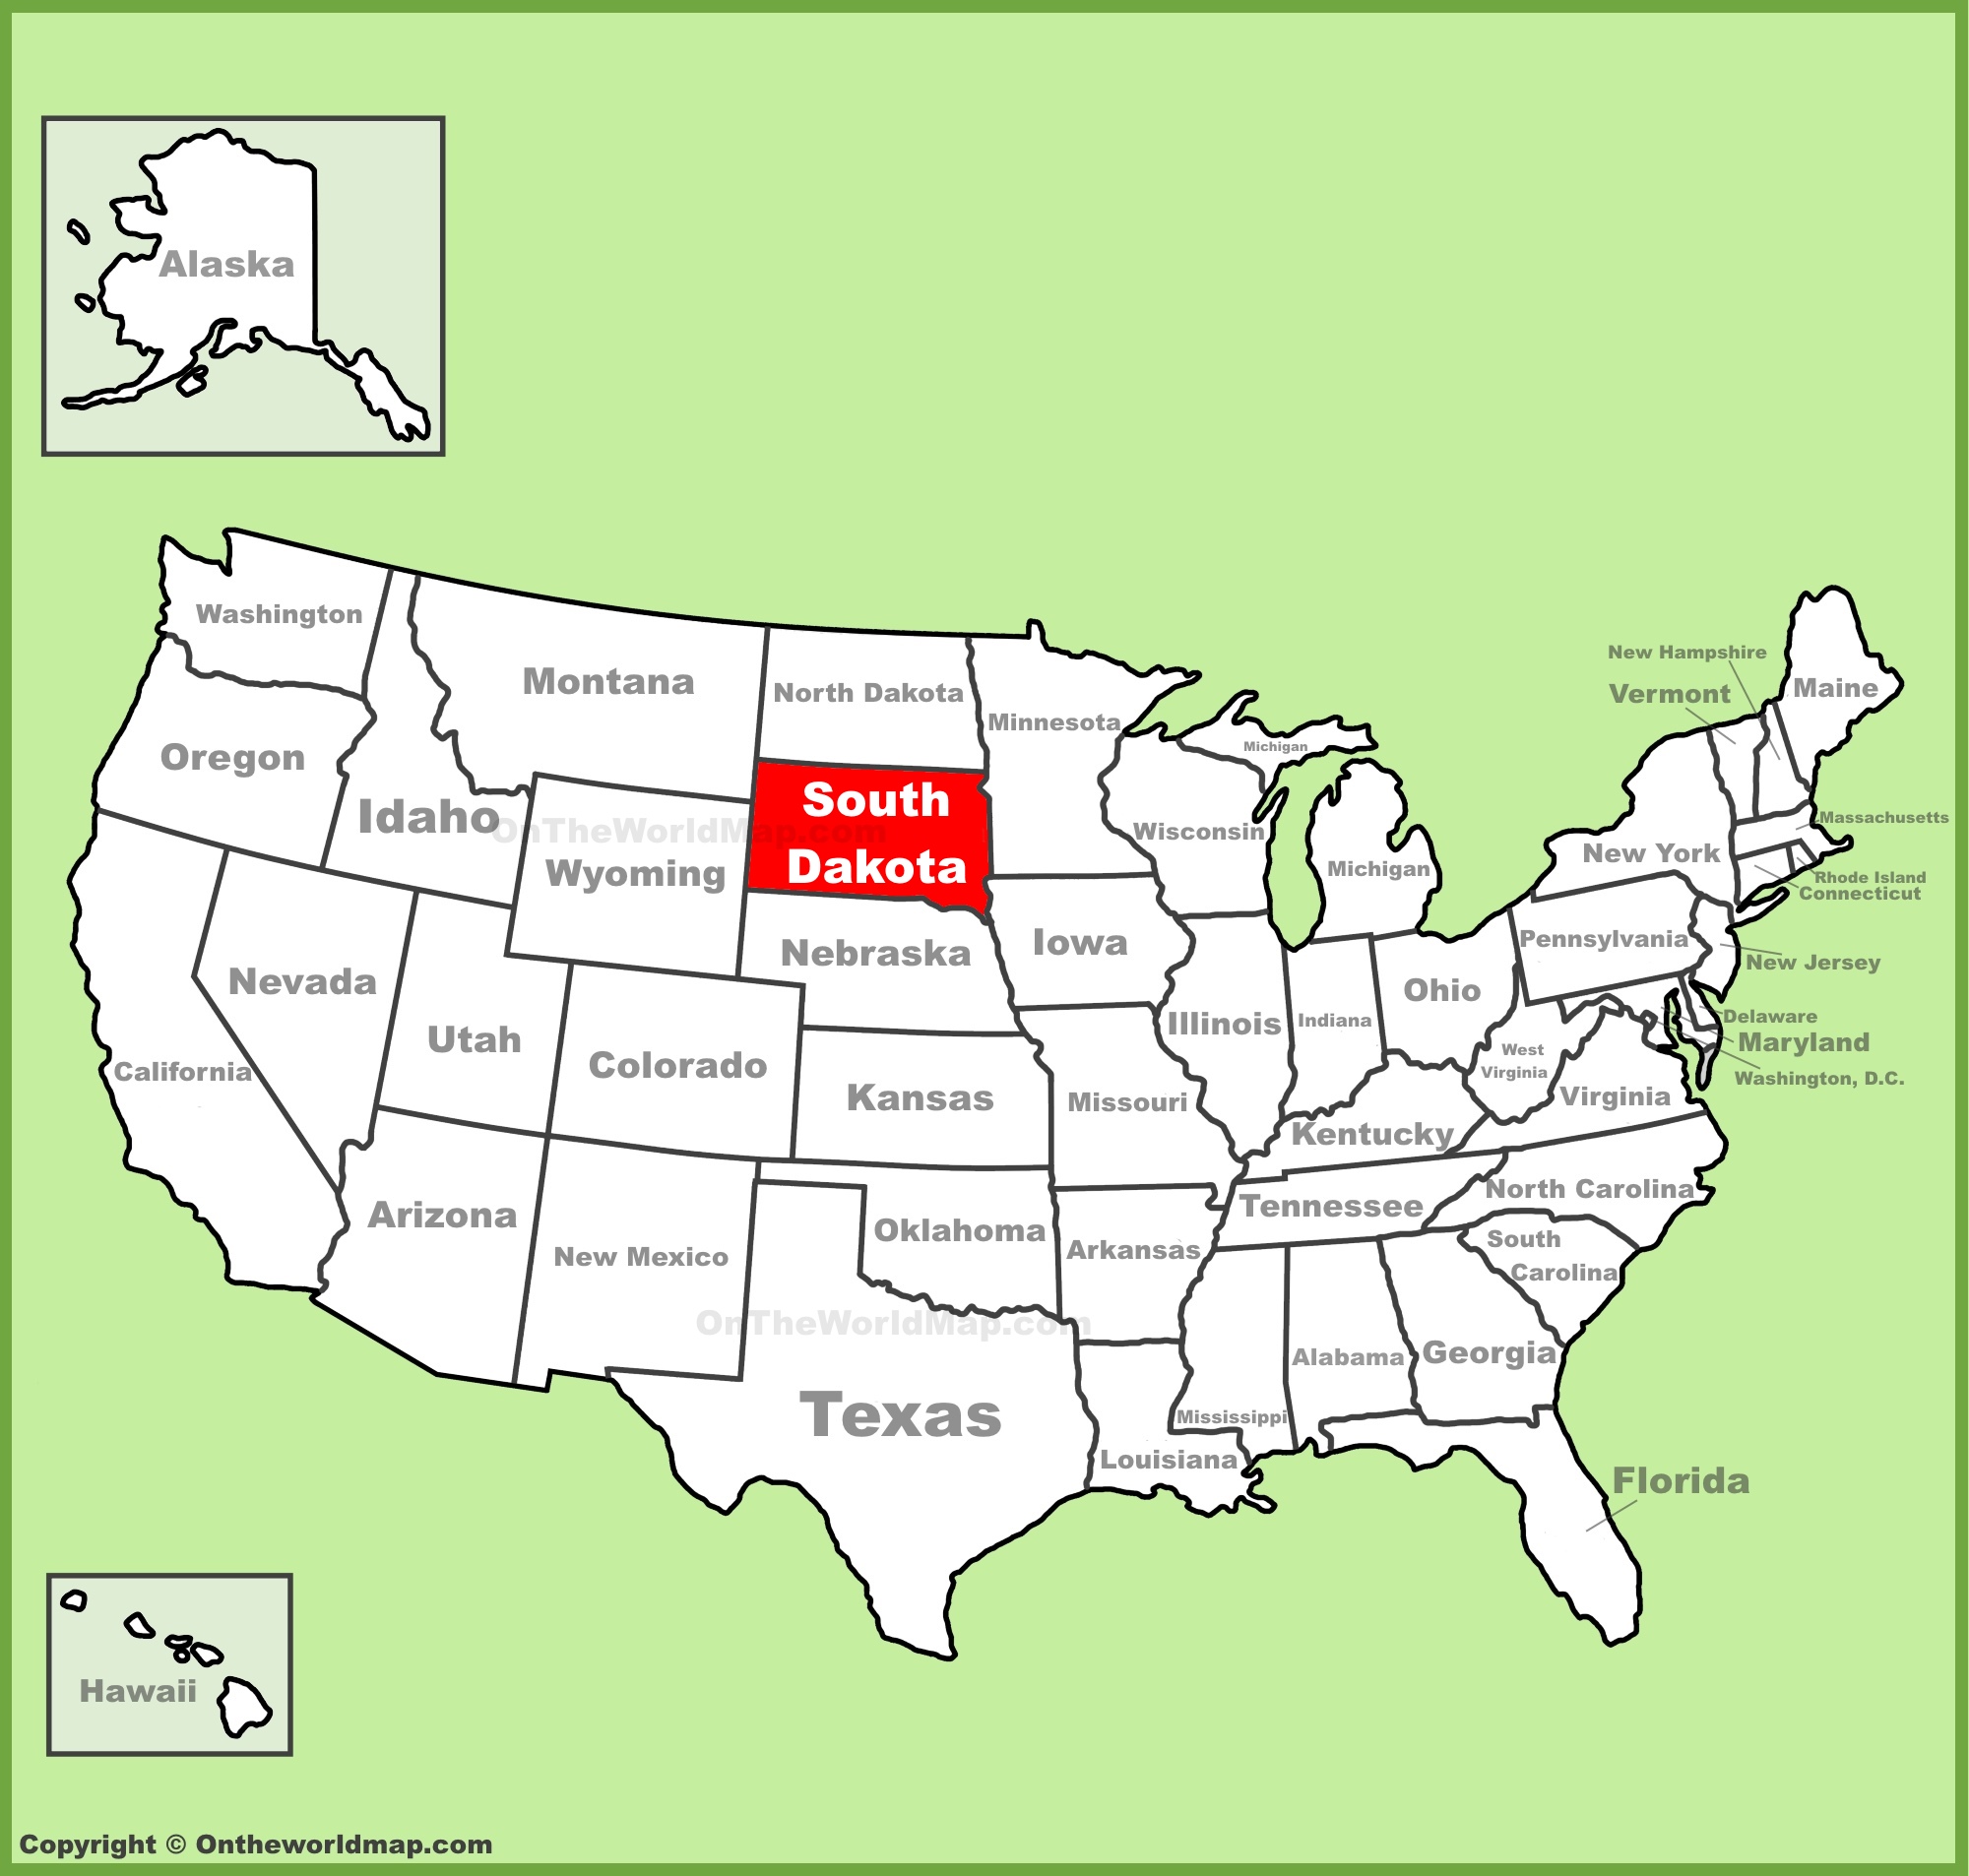 Alaska
Washington
Montana
North Dakota
Minnesota
Michigan
New Hampshire
Vermont
Maine
Oregon
Idaho
OnTheWorldMap.com
South
Dakota
Wyoming
Wisconsin
Michigan
New York
Massachusetts
Rhode Island
Connecticut
Nebraska
Iowa
Pennsylvania
New Jersey
Nevada
Utah
Colorado
Kansas
Missouri
Illinois
Indiana
Ohio
West
Virginia
Virginia
Delaware
Maryland
Washington, D.C.
California
Kentucky
Arizona
New Mexico
Oklahoma
Arkansas
Tennessee
North Carolina
South
Carolina
OnTheWorldMap.com
Texas
Louisiana
Mississippi
Alabama
Georgia
Florida
Hawaii
Copyright © Ontheworldmap.com